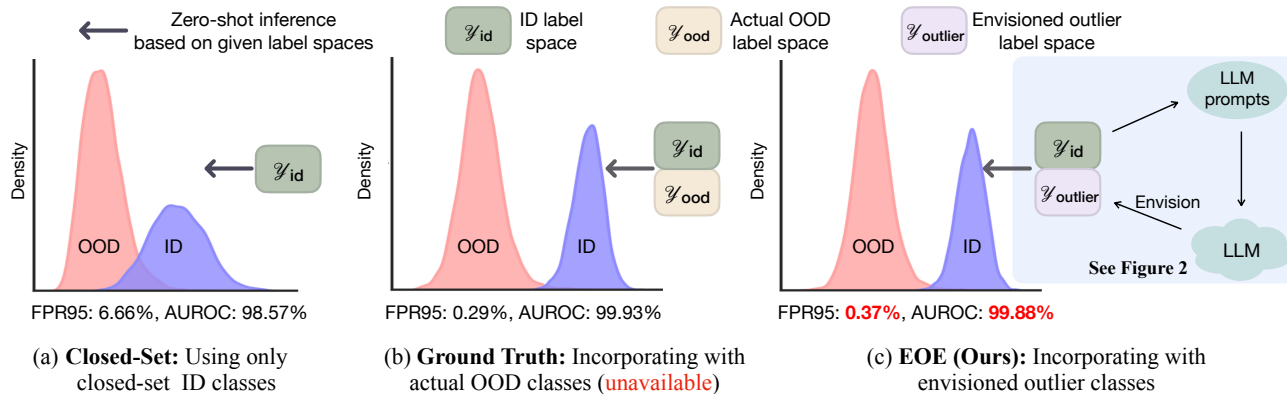 Zero-shot inference
based on given label spaces
𝒴id
ID label
space
𝒴ood
Actual OOD
label space
𝒴outlier
Envisioned outlier
label space
Density
OOD
ID
𝒴id
FPR95: 6.66%, AUROC: 98.57%
(a) Closed-Set: Using only
closed-set ID classes
Density
OOD
ID
𝒴id
𝒴ood
FPR95: 0.29%, AUROC: 99.93%
(b) Ground Truth: Incorporating with
actual OOD classes (unavailable)
Density
OOD
ID
𝒴id
𝒴outlier
LLM
prompts
Envision
LLM
See Figure 2
FPR95: 0.37%, AUROC: 99.88%
(c) EOE (Ours): Incorporating with
envisioned outlier classes